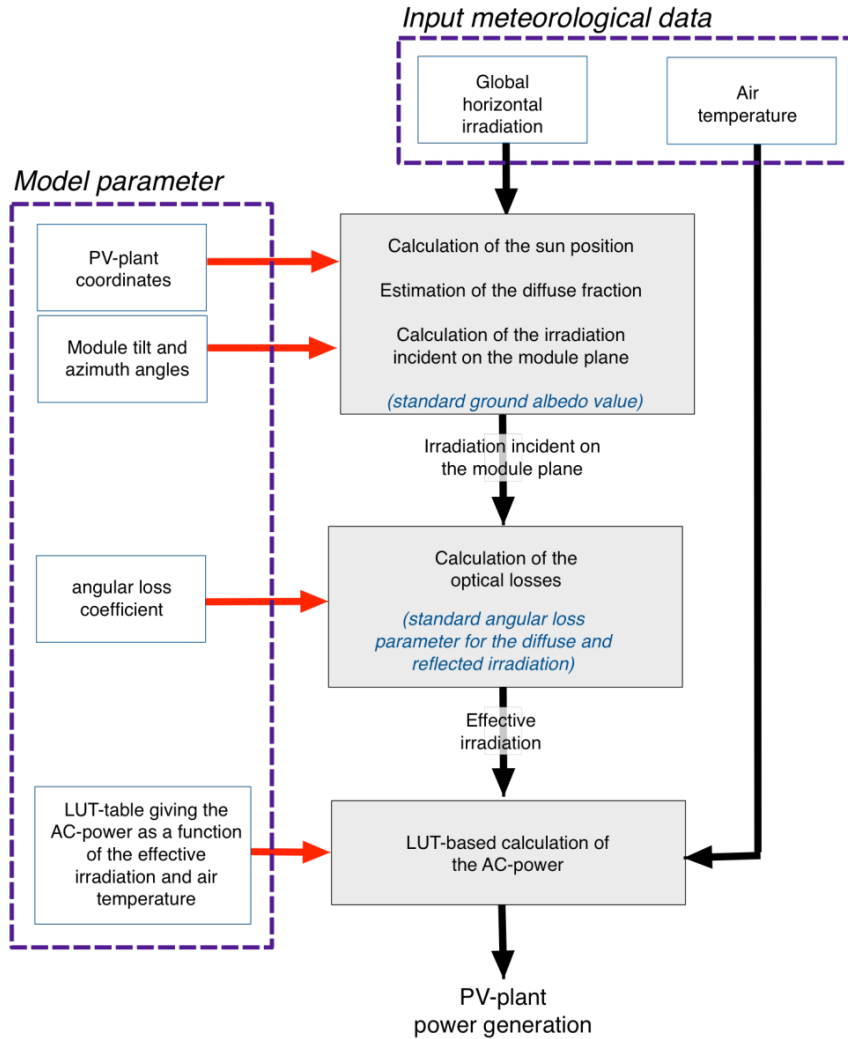 Input meteorological data
Global
horizontal
irradiation
Air
temperature
Model parameter
PV-plant
coordinates
Module tilt and
azimuth angles
Calculation of the sun position
Estimation of the diffuse fraction
Calculation of the irradiation
incident on the module plane
(standard ground albedo value)
Irradiation incident on
the module plane
angular loss
coefficient
Calculation of the
optical losses
(standard angular loss
parameter for the diffuse and
reflected irradiation)
Effective
irradiation
LUT-table giving the
AC-power as a function
of the effective
irradiation and air
temperature
LUT-based calculation of
the AC-power
PV-plant
power generation